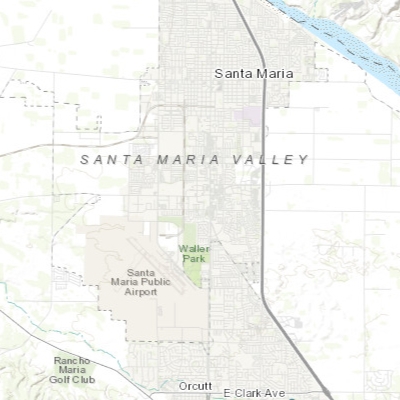 Santa Maria
SANTA MARIA VALLEY
Waller
Park
Santa
Maria Public
Airport
Rancho
Maria
Golf Club
Orcutt
E Clark Ave